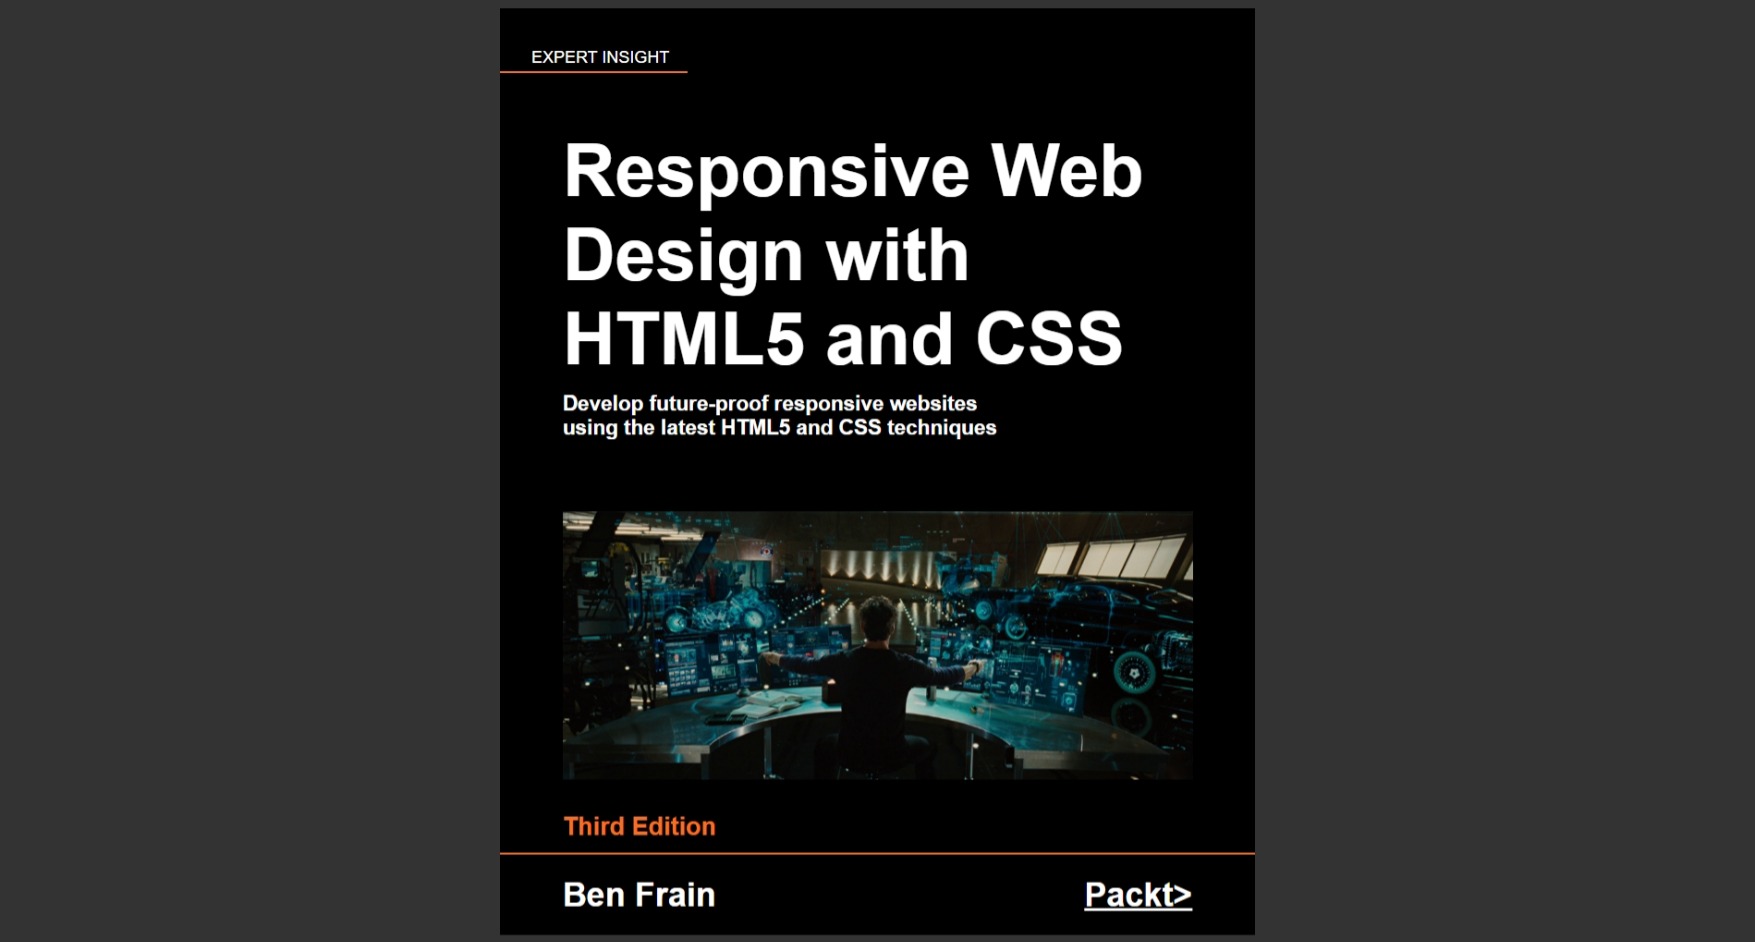 EXPERT INSIGHT
Responsive Web
Design with
HTML5 and CSS
Develop future-proof responsive websites
using the latest HTML5 and CSS techniques
Third Edition
Ben Frain
Packt>